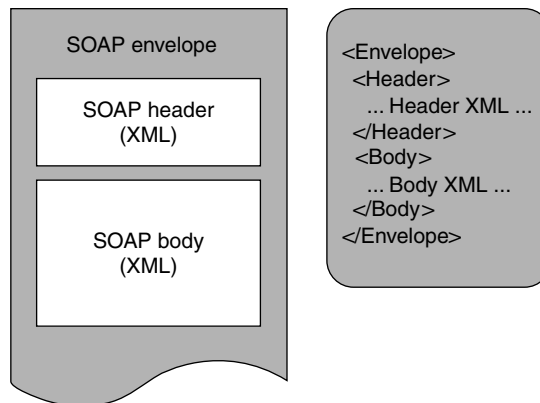 SOAP envelope
SOAP header
(XML)
SOAP body
(XML)
<Envelope>
<Header>
... Header XML ...
</Header>
<Body>
... Body XML ...
</Body>
</Envelope>